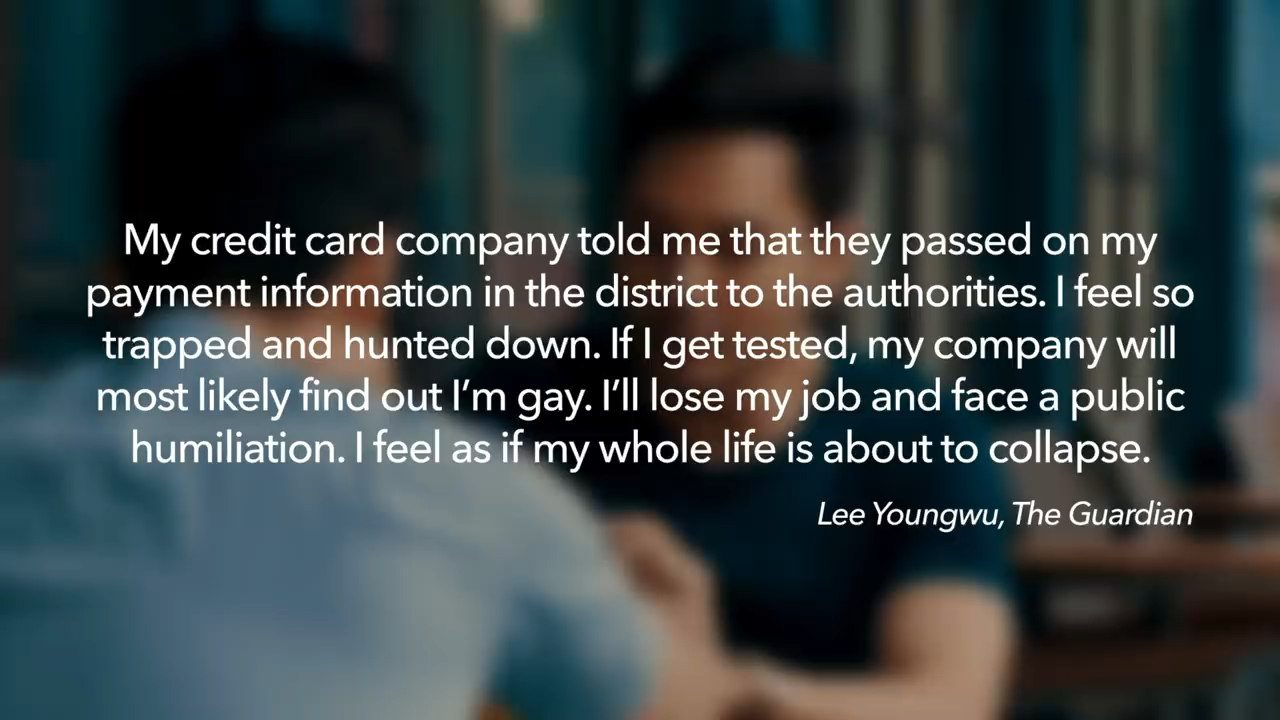 My credit card company told me that they passed on my
payment information in the district to the authorities. I feel so
trapped and hunted down. If I get tested, my company will
most likely find out I’m gay. I’ll lose my job and face a public
humiliation. I feel as if my whole life is about to collapse.
Lee Youngwu, The Guardian